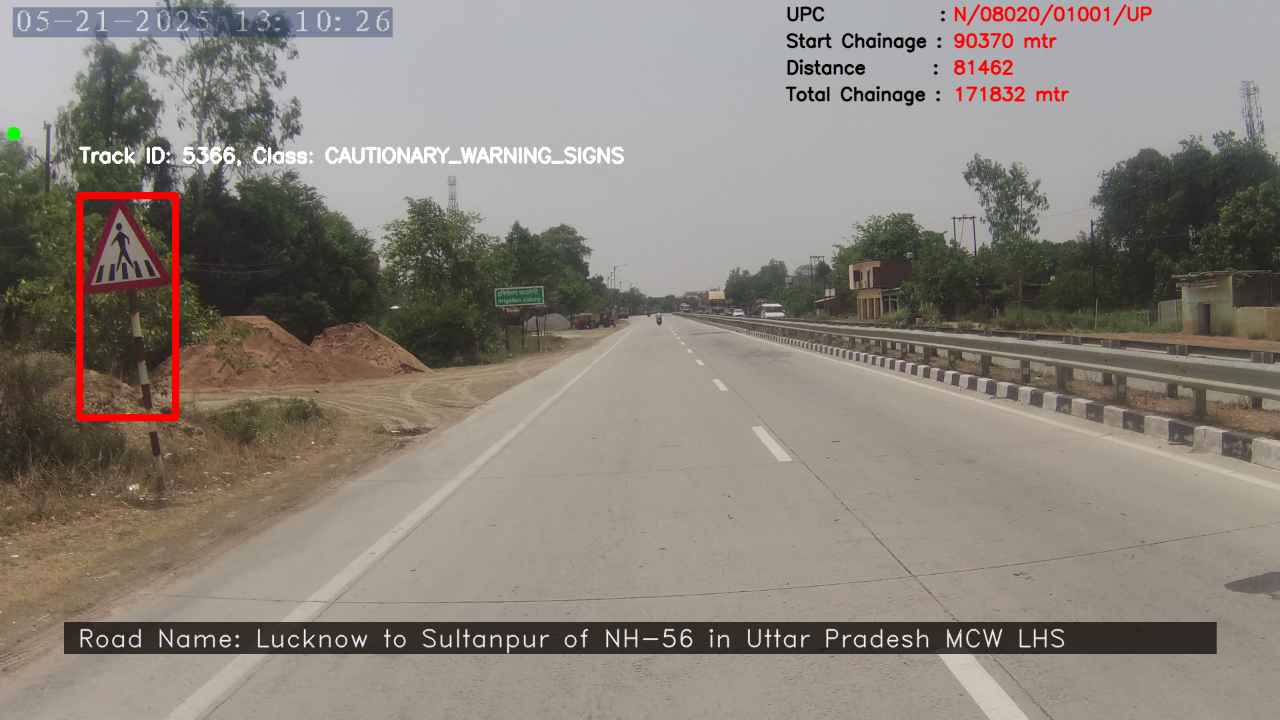 05-21-2025 13:10:26
UPC : N/08020/01001/UP
Start Chainage : 90370 mtr
Distance : 81462
Total Chainage : 171832 mtr
Track ID: 5366, Class: CAUTIONARY_WARNING_SIGNS
Road Name: Lucknow to Sultanpur of NH-56 in Uttar Pradesh MCW LHS